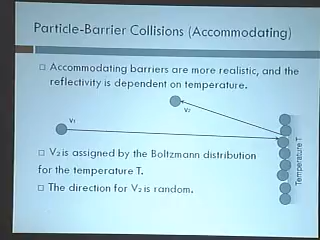 Particle-Barrier Collisions (Accommodating)
Accommodating barriers are more realistic, and the
reflectivity is dependent on temperature.
V₂
V₁
Temperature T
V₂ is assigned by the Boltzmann distribution
for the temperature T.
The direction for V₂ is random.